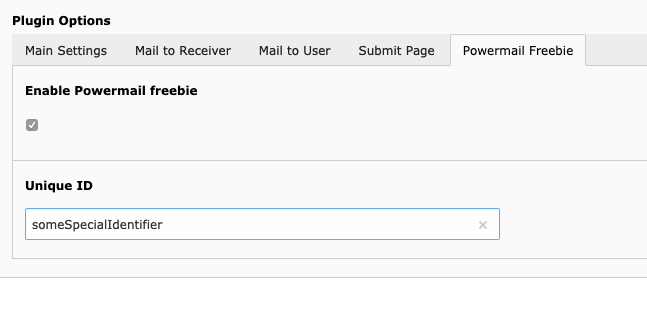 Plugin Options
Main Settings Mail to Receiver Mail to User Submit Page Powermail Freebie
Enable Powermail freebie
Unique ID
someSpecialIdentifier